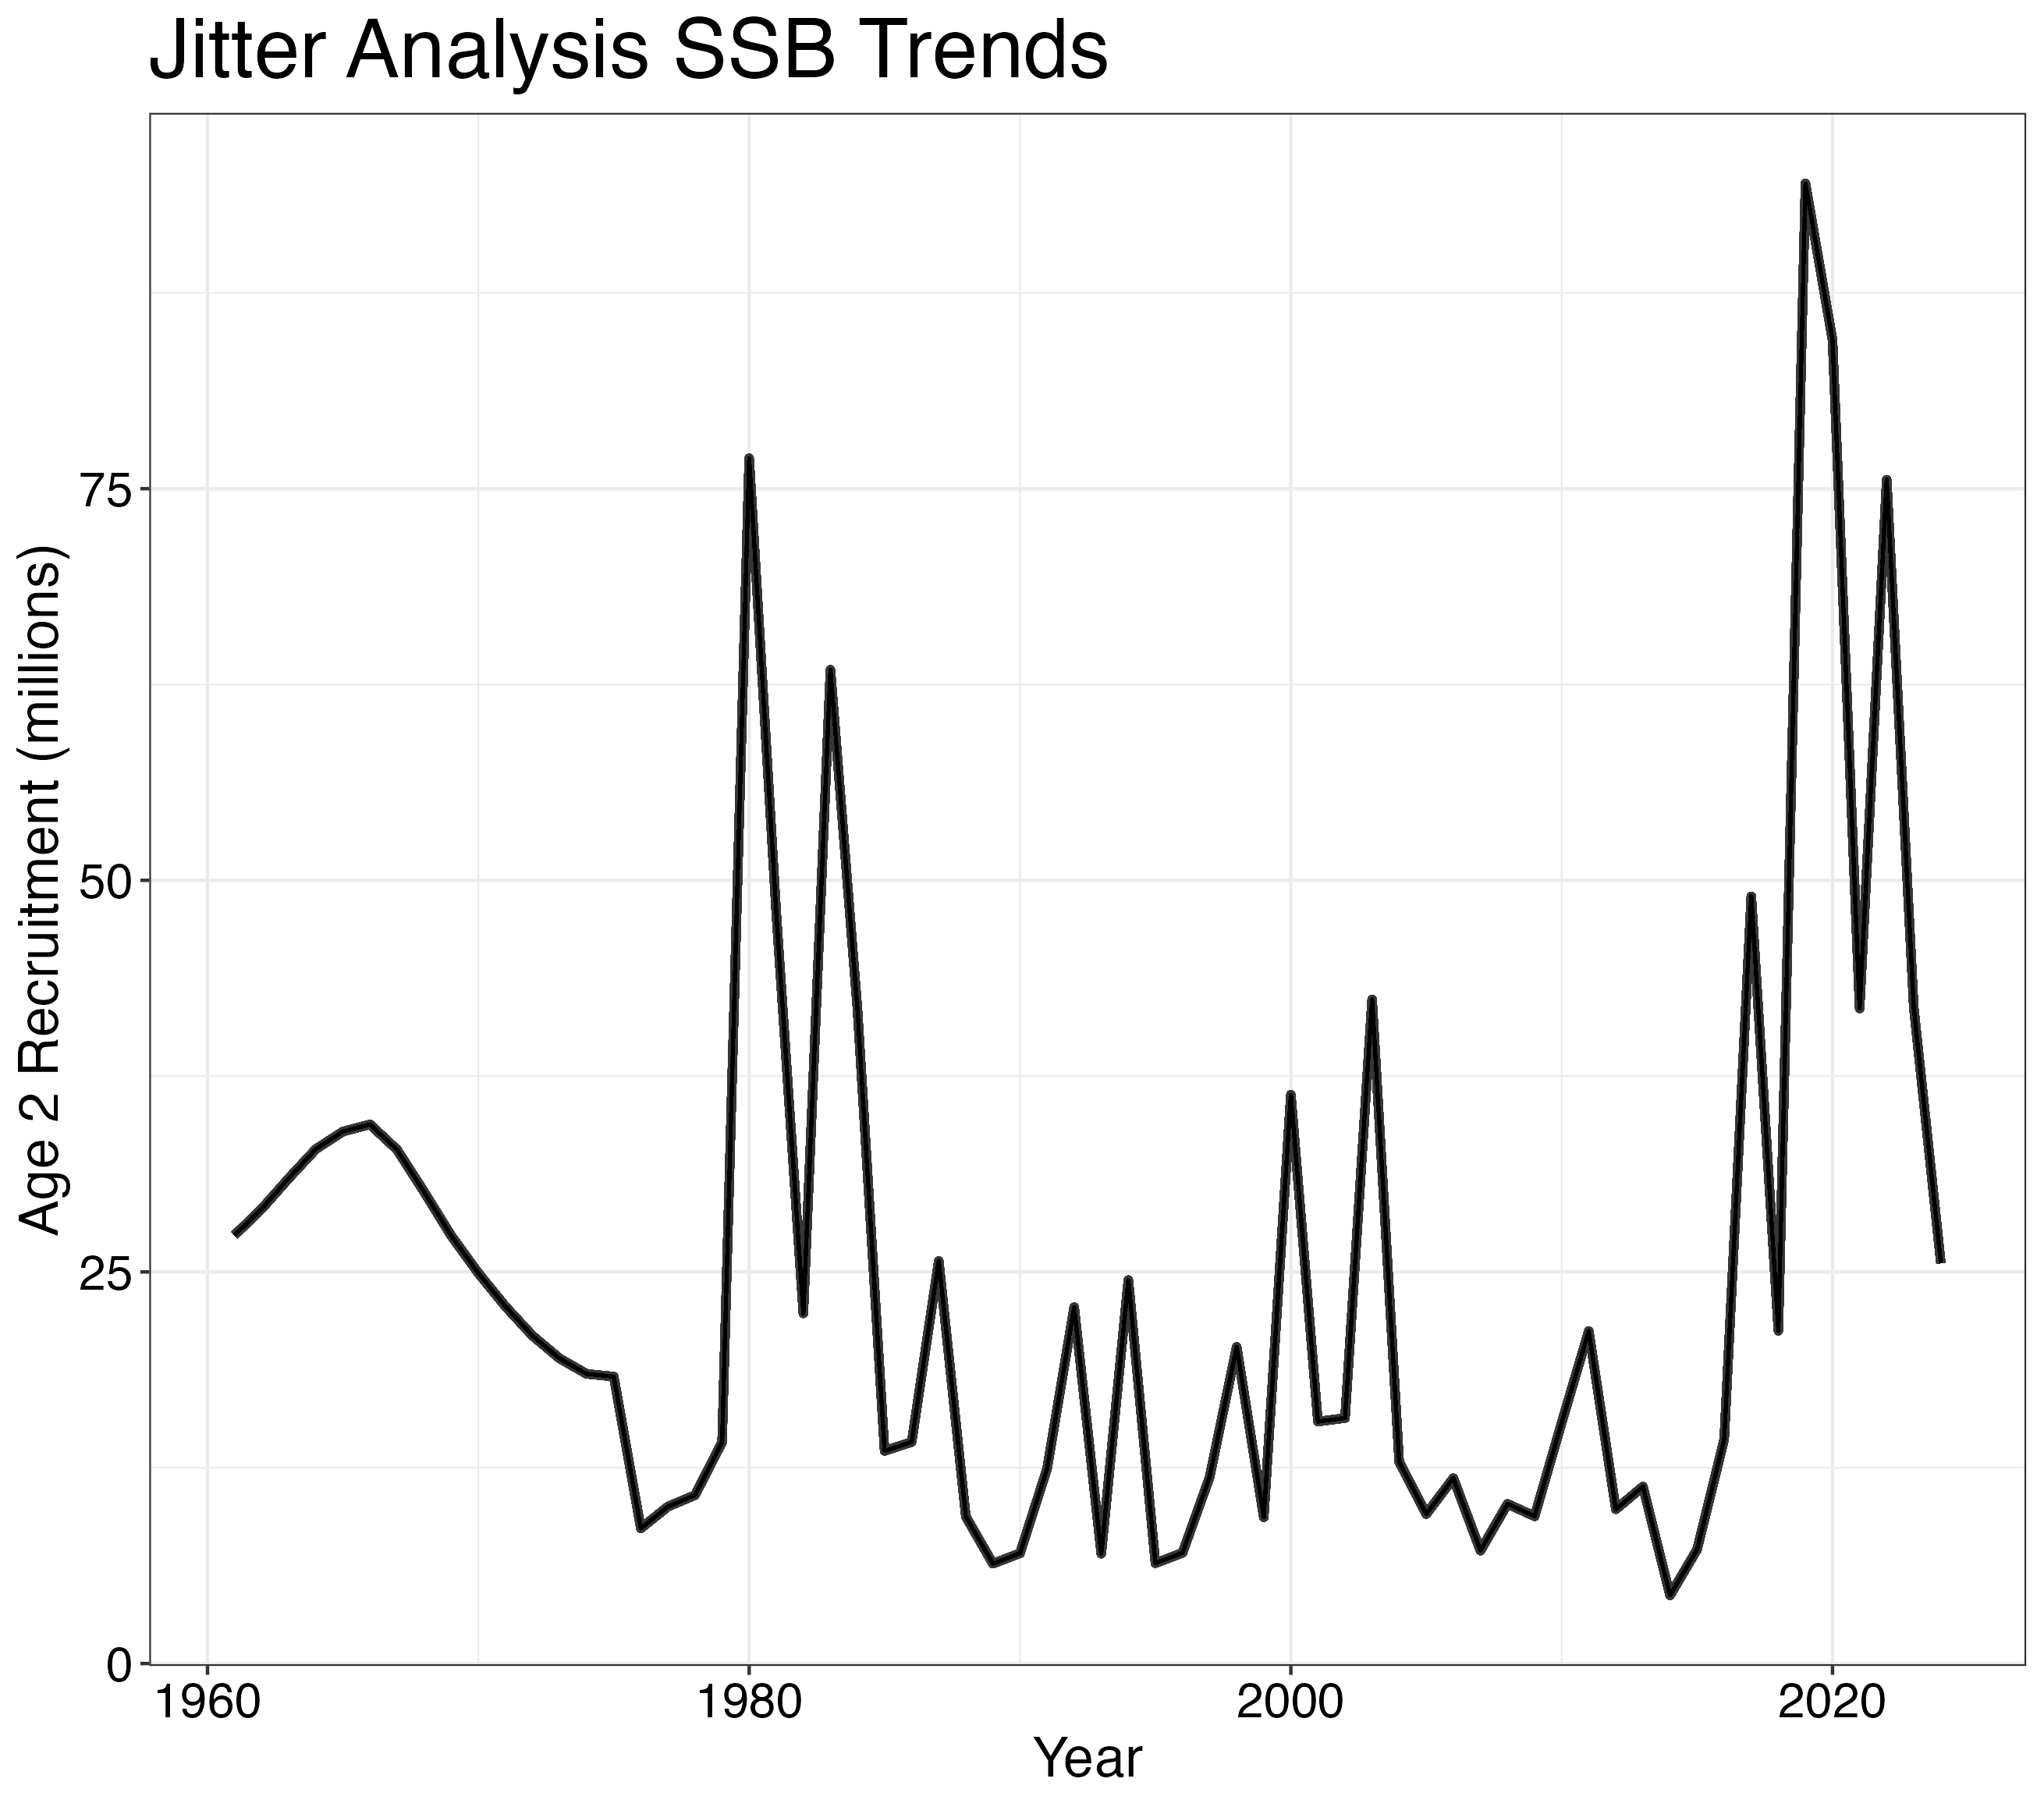 Jitter Analysis SSB Trends
Age 2 Recruitment (millions)
75
50
25
0
1960 1980 2000 2020
Year